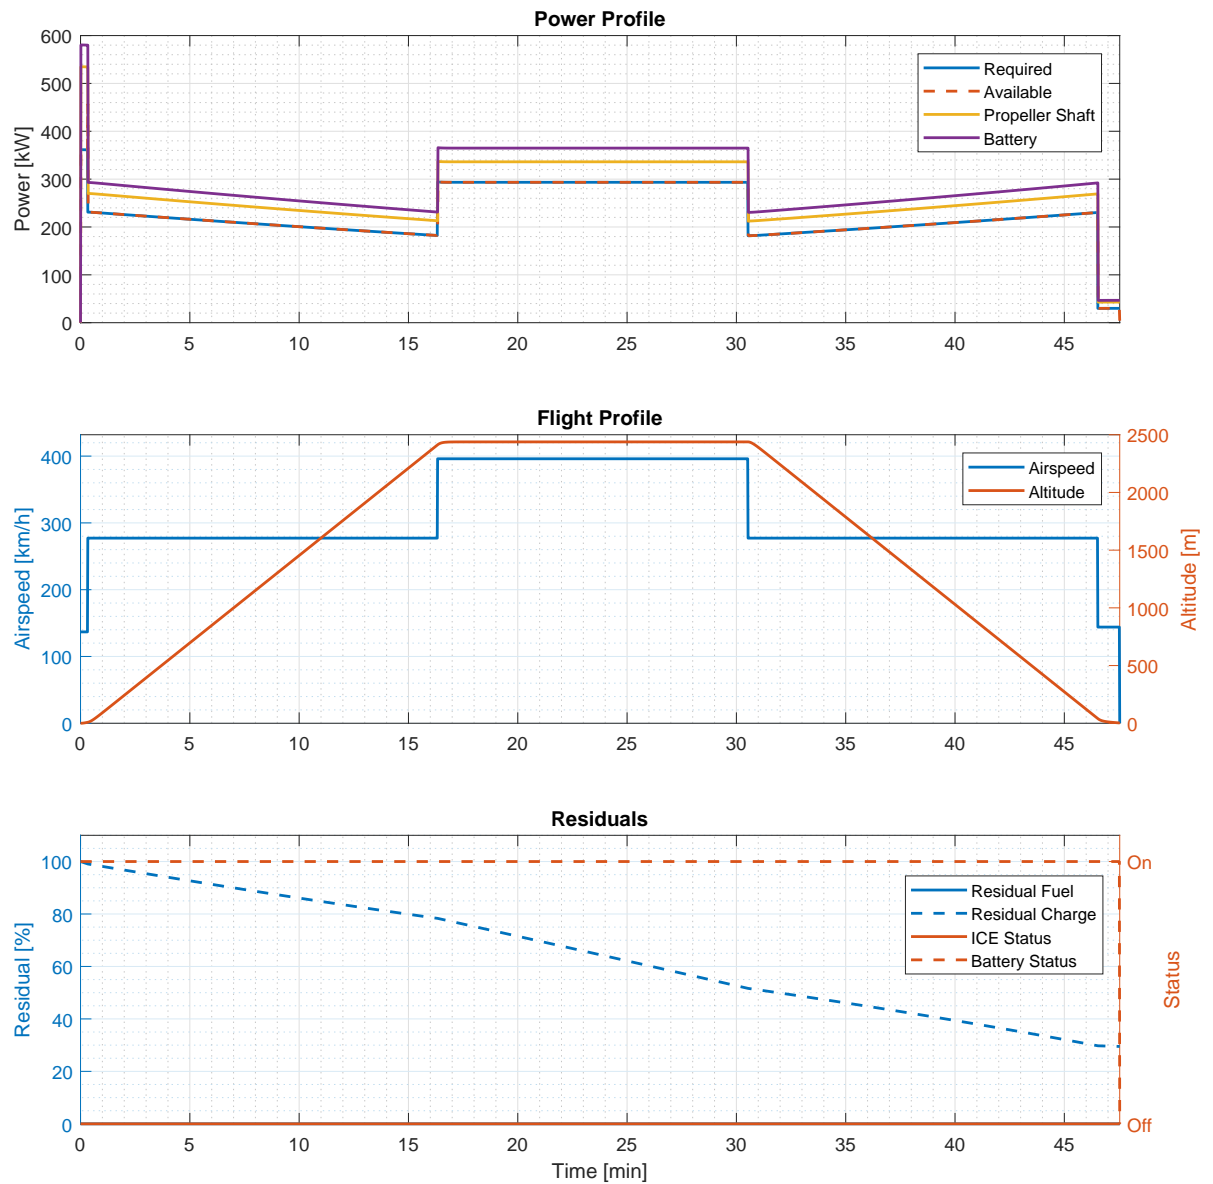 Power Profile
Power [kW]
600
500
400
300
200
100
0
0 5 10 15 20 25 30 35 40 45
Required
Available
Propeller Shaft
Battery
Flight Profile
Airspeed [km/h]
400
300
200
100
0
0 5 10 15 20 25 30 35 40 45
Airspeed
Altitude
2500
2000
1500
1000
500
0
Altitude [m]
Residuals
Residual [%]
100
80
60
40
20
0
0 5 10 15 20 25 30 35 40 45
Time [min]
Residual Fuel
Residual Charge
ICE Status
Battery Status
On
Off
Status